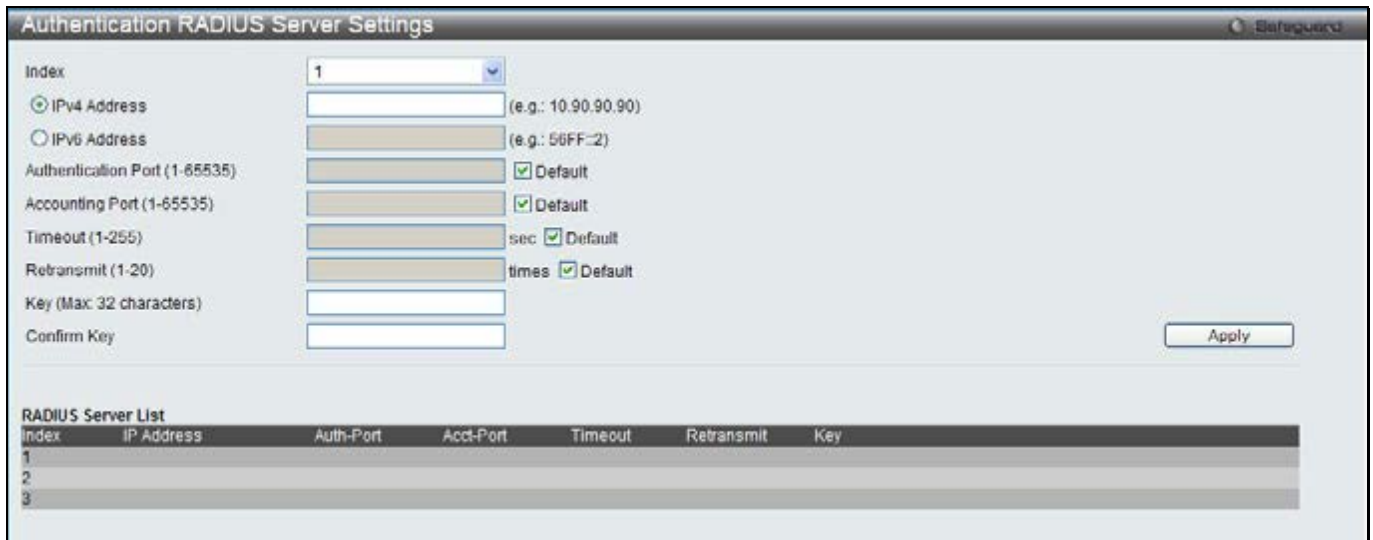 Authentication RADIUS Server Settings Safeguard
Index 1
IPv4 Address (e.g.: 10.90.90.90)
IPv6 Address (e.g.: 56FF::2)
Authentication Port (1-65535) Default
Accounting Port (1-65535) Default
Timeout (1-255) sec Default
Retransmit (1-20) times Default
Key (Max: 32 characters)
Confirm Key Apply
RADIUS Server List
Index IP Address Auth-Port Acct-Port Timeout Retransmit Key
1
2
3